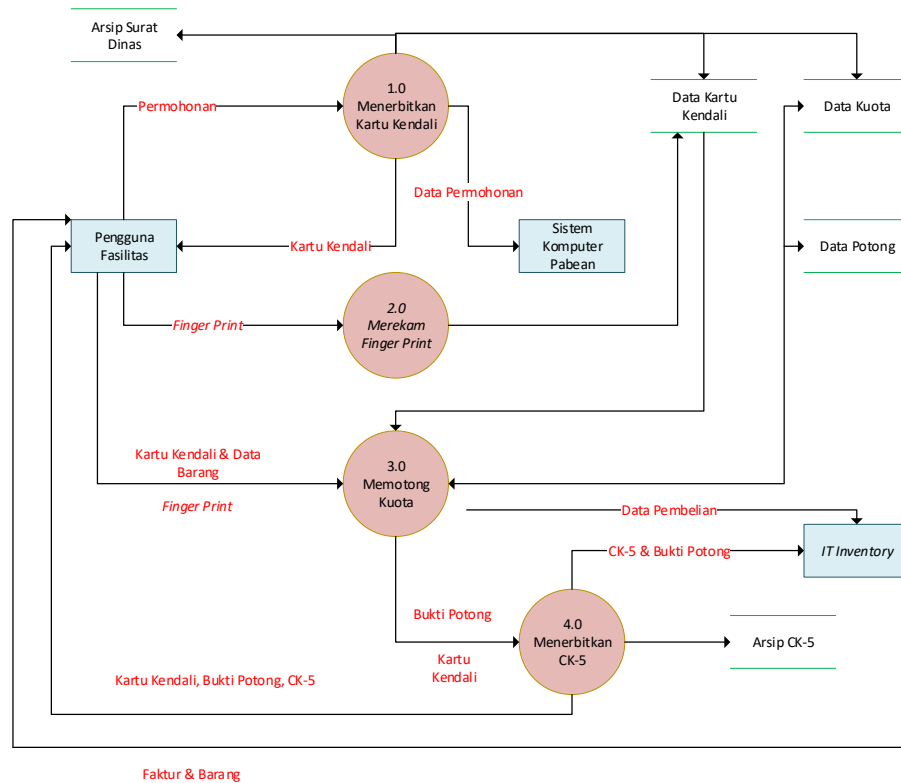 Arsip Surat
Dinas
1.0
Menerbitkan
Kartu Kendali
Permohonan
Data Kartu
Kendali
Data Kuota
Data Permohonan
Pengguna
Fasilitas
Kartu Kendali
Sistem
Komputer
Pabean
Data Potong
Finger Print
2.0
Merekam
Finger Print
Kartu Kendali & Data
Barang
Finger Print
3.0
Memotong
Kuota
Data Pembelian
CK-5 & Bukti Potong
IT Inventory
Bukti Potong
Kartu
Kendali
4.0
Menerbitkan
CK-5
Arsip CK-5
Kartu Kendali, Bukti Potong, CK-5
Faktur & Barang